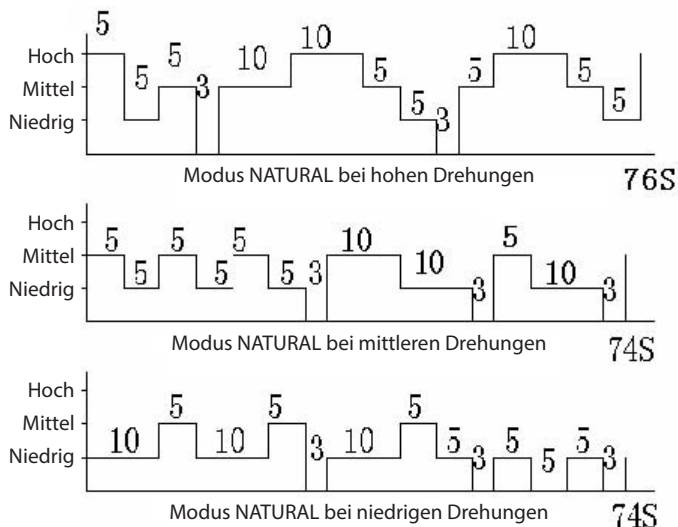 5
5 5 3 10 10 5 5 3 5 10 5 5
Hoch
Mittel
Niedrig
Modus NATURAL bei hohen Drehungen 76S
5 5 5 5 5 5 3 10 10 3 5 10 3
Hoch
Mittel
Niedrig
Modus NATURAL bei mittleren Drehungen 74S
10 5 10 5 3 10 5 5 3 5 5 5 3
Hoch
Mittel
Niedrig
Modus NATURAL bei niedrigen Drehungen 74S